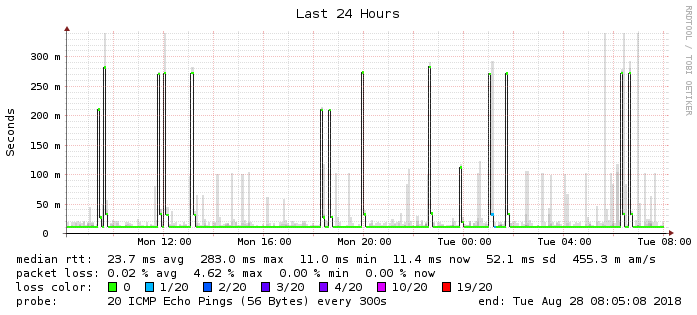 Last 24 Hours
RRDTOOL / TOBI OETIKER
Seconds
300 m
250 m
200 m
150 m
100 m
50 m
0
Mon 12:00 Mon 16:00 Mon 20:00 Tue 00:00 Tue 04:00 Tue 08:00
median rtt: 23.7 ms avg 283.0 ms max 11.0 ms min 11.4 ms now 52.1 ms sd 455.3 m am/s
packet loss: 0.02 % avg 4.62 % max 0.00 % min 0.00 % now
loss color: 0 1/20 2/20 3/20 4/20 10/20 19/20
probe: 20 ICMP Echo Pings (56 Bytes) every 300s end: Tue Aug 28 08:05:08 2018